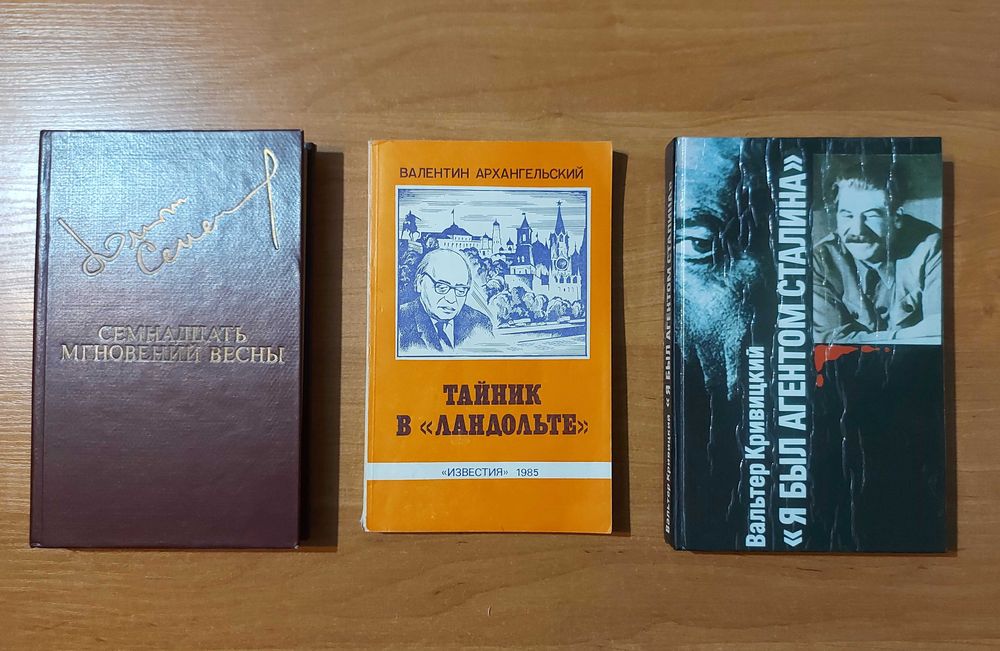 Юлиан
Семенов
СЕМНАДЦАТЬ
МГНОВЕНИЙ ВЕСНЫ
ВАЛЕНТИН АРХАНГЕЛЬСКИЙ
ТАЙНИК
В «ЛАНДОЛЬТЕ»
«ИЗВЕСТИЯ» 1985
Вальтер Кривицкий «Я БЫЛ АГЕНТОМ СТАЛИНА»
Вальтер Кривицкий
«Я БЫЛ АГЕНТОМ СТАЛИНА»